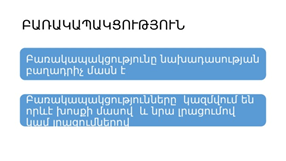 ԲԱՌԱԿԱՊԱԿՑՈՒԹՅՈՒՆ
Բառակապակցությունը նախադասության
բաղադրիչ մասն է
Բառակապակցությունները կազմվում են
որևէ խոսքի մասով և նրա լրացումով
կամ լրացումներով